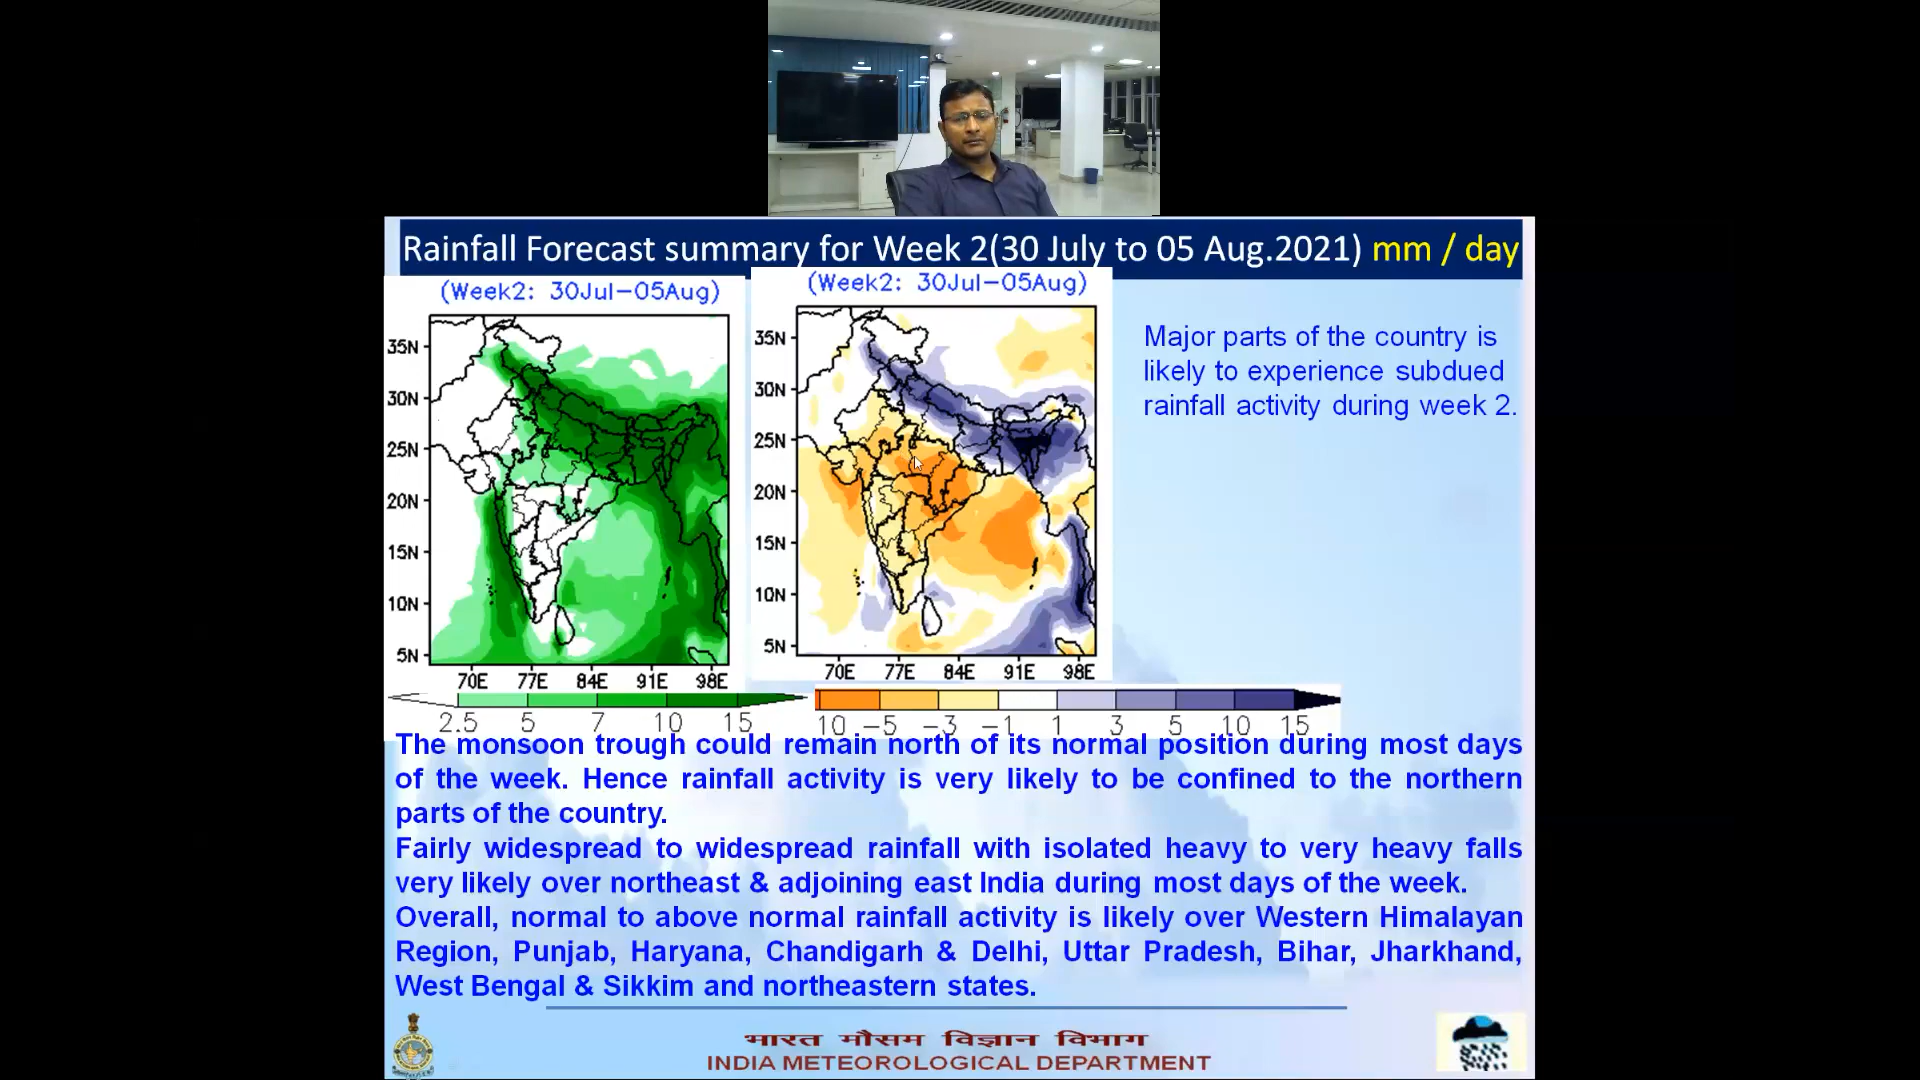 Rainfall Forecast summary for Week 2(30 July to 05 Aug.2021) mm / day
(Week2: 30Jul–05Aug)
35N
30N
25N
20N
15N
10N
5N
70E 77E 84E 91E 98E
2.5 5 7 10 15
(Week2: 30Jul–05Aug)
35N
30N
25N
20N
15N
10N
5N
70E 77E 84E 91E 98E
10 –5 –3 –1 1 3 5 10 15
Major parts of the country is
likely to experience subdued
rainfall activity during week 2.
The monsoon trough could remain north of its normal position during most days
of the week. Hence rainfall activity is very likely to be confined to the northern
parts of the country.
Fairly widespread to widespread rainfall with isolated heavy to very heavy falls
very likely over northeast & adjoining east India during most days of the week.
Overall, normal to above normal rainfall activity is likely over Western Himalayan
Region, Punjab, Haryana, Chandigarh & Delhi, Uttar Pradesh, Bihar, Jharkhand,
West Bengal & Sikkim and northeastern states.
भारत मौसम विज्ञान विभाग
INDIA METEOROLOGICAL DEPARTMENT